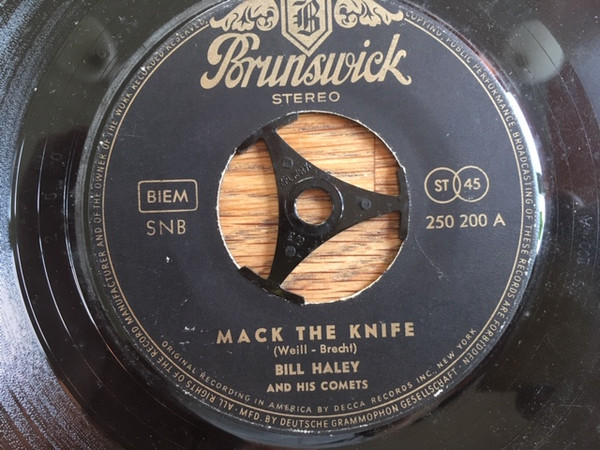 B
Brunswick
STEREO
BIEM
SNB
ST 45
250 200 A
MACK THE KNIFE
(Weill - Brecht)
BILL HALEY
AND HIS COMETS
ORIGINAL RECORDING IN AMERICA BY DECCA RECORDS INC. NEW YORK
MFD. BY DEUTSCHE GRAMMOPHON GESELLSCHAFT · ALL RIGHTS OF THE RECORD MANUFACTURER AND OF THE OWNER OF THE WORK RECORDED RESERVED
COPYING, PUBLIC PERFORMANCE, BROADCASTING OF THESE RECORDS ARE FORBIDDEN